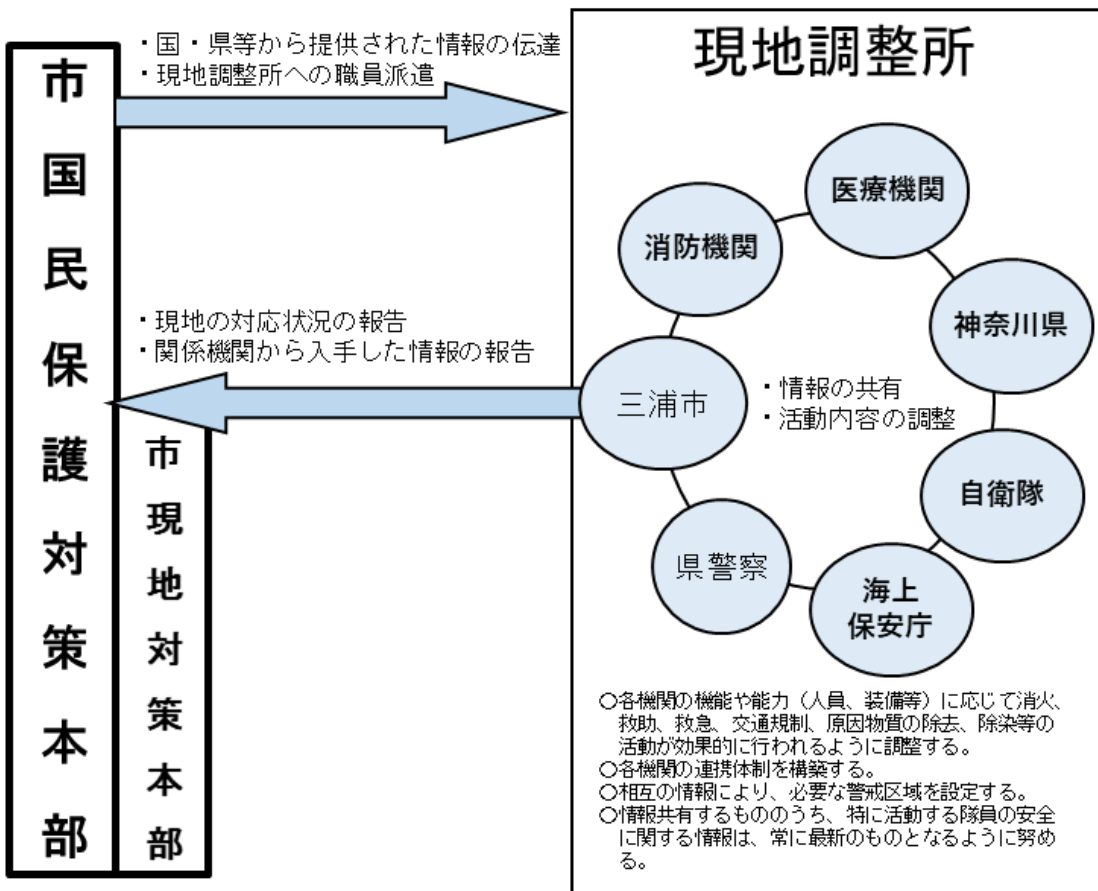 市国民保護対策本部
市現地対策本部
・国・県等から提供された情報の伝達
・現地調整所への職員派遣
・現地の対応状況の報告
・関係機関から入手した情報の報告
現地調整所
医療機関
消防機関
神奈川県
三浦市
・情報の共有
・活動内容の調整
自衛隊
県警察
海上
保安庁
〇各機関の機能や能力（人員、装備等）に応じて消火、
救助、救急、交通規制、原因物質の除去、除染等の
活動が効果的に行われるように調整する。
〇各機関の連携体制を構築する。
〇相互の情報により、必要な警戒区域を設定する。
〇情報共有するもののうち、特に活動する隊員の安全
に関する情報は、常に最新のものとなるように努め
る。